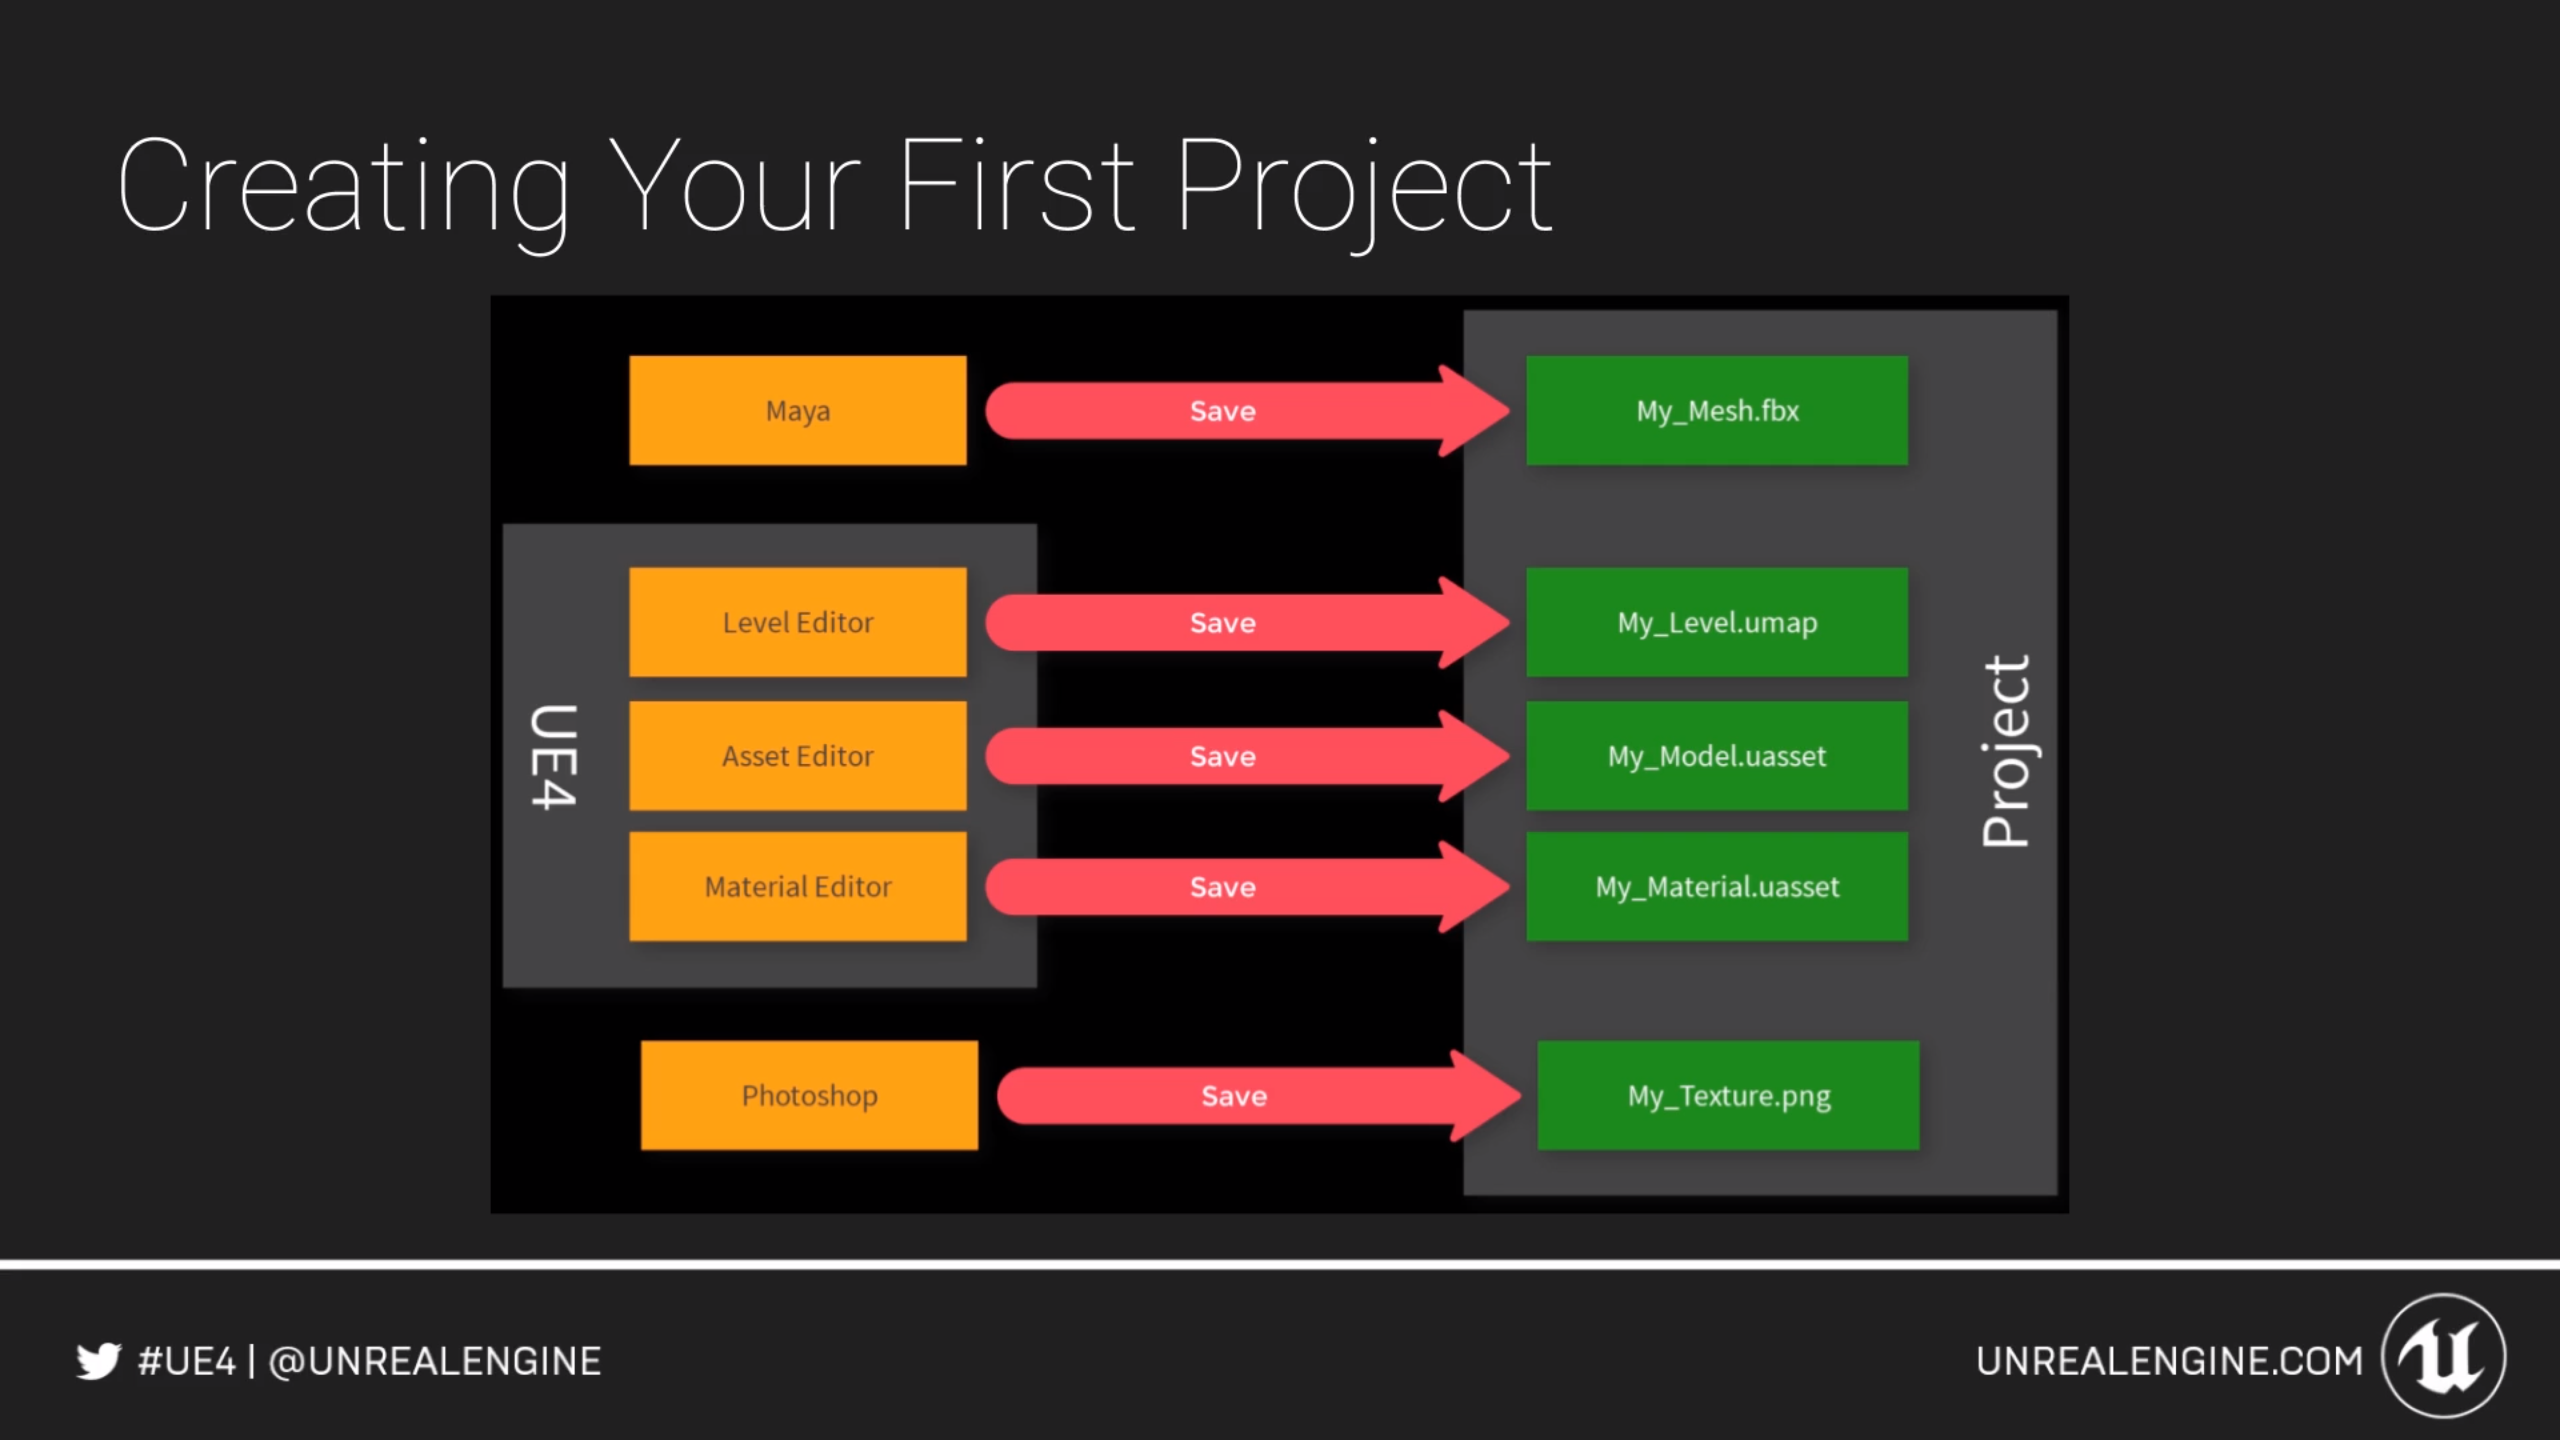 Creating Your First Project
Maya
Save
My_Mesh.fbx
UE4
Level Editor
Save
My_Level.umap
Asset Editor
Save
My_Model.uasset
Material Editor
Save
My_Material.uasset
Project
Photoshop
Save
My_Texture.png
#UE4 | @UNREALENGINE
UNREALENGINE.COM